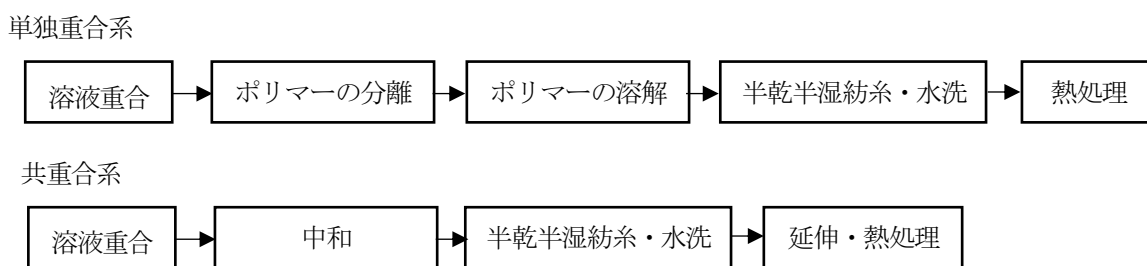 単独重合系
溶液重合 ポリマーの分離 ポリマーの溶解 半乾半湿紡糸・水洗 熱処理
共重合系
溶液重合 中和 半乾半湿紡糸・水洗 延伸・熱処理